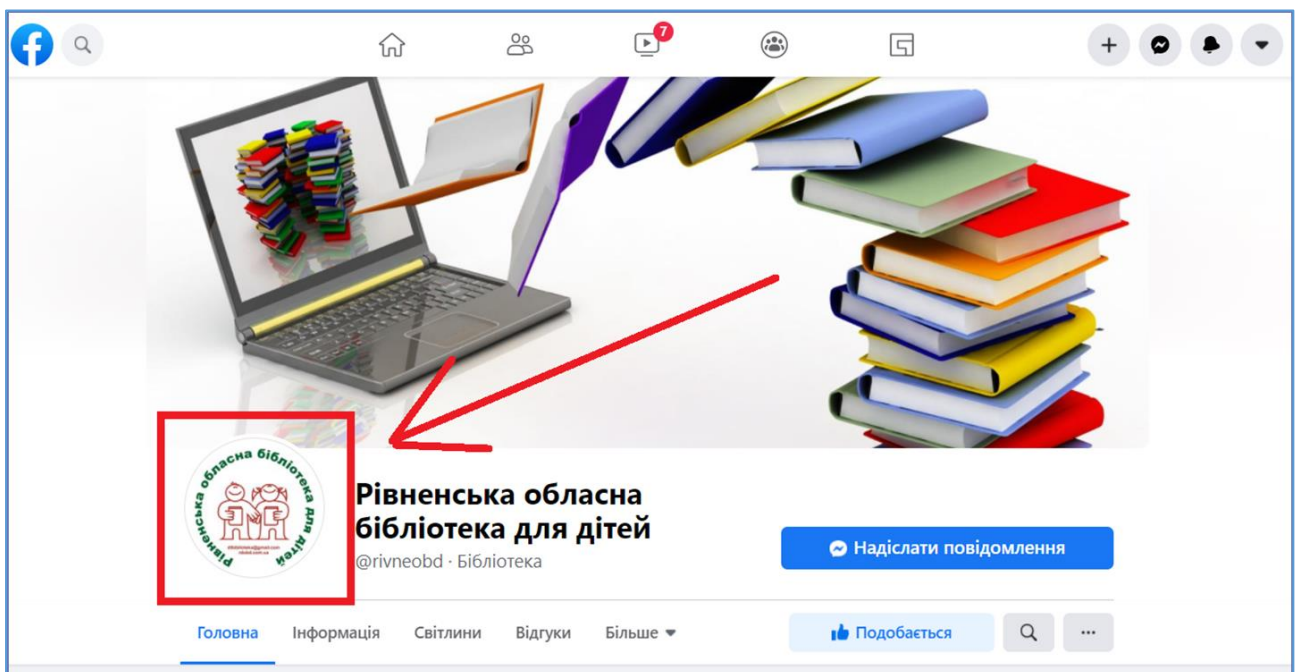 7
Рівненська обласна бібліотека для дітей
Рівненська обласна
бібліотека для дітей
@rivneobd · Бібліотека
Надіслати повідомлення
Головна Інформація Світлини Відгуки Більше
Подобається